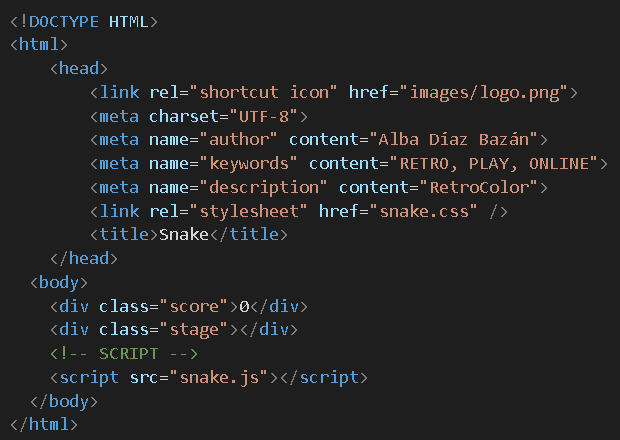 <!DOCTYPE HTML>
<html>
    <head>
        <link rel="shortcut icon" href="images/logo.png">
        <meta charset="UTF-8">
        <meta name="author" content="Alba Díaz Bazán">
        <meta name="keywords" content="RETRO, PLAY, ONLINE">
        <meta name="description" content="RetroColor">
        <link rel="stylesheet" href="snake.css" />
        <title>Snake</title>
    </head>
  <body>
    <div class="score">0</div>
    <div class="stage"></div>
    <!-- SCRIPT -->
    <script src="snake.js"></script>
  </body>
</html>